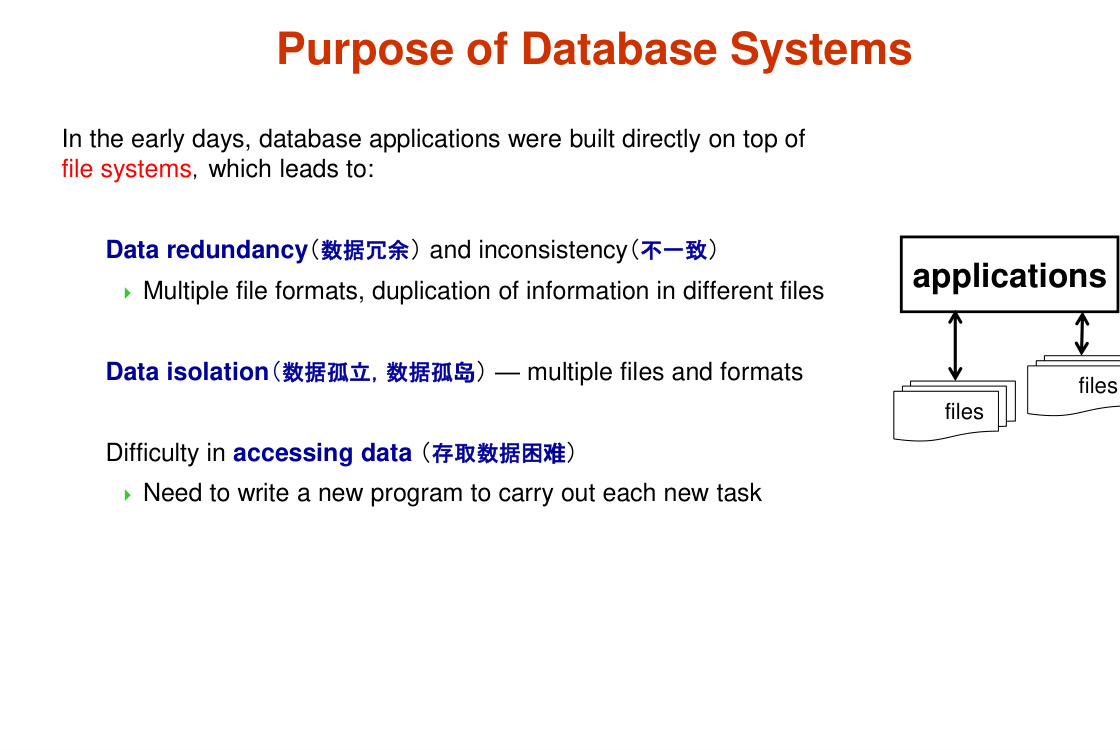 Purpose of Database Systems
In the early days, database applications were built directly on top of
file systems, which leads to:
Data redundancy（数据冗余） and inconsistency（不一致）
Multiple file formats, duplication of information in different files
Data isolation（数据孤立，数据孤岛） — multiple files and formats
Difficulty in accessing data （存取数据困难）
Need to write a new program to carry out each new task
applications
files
files